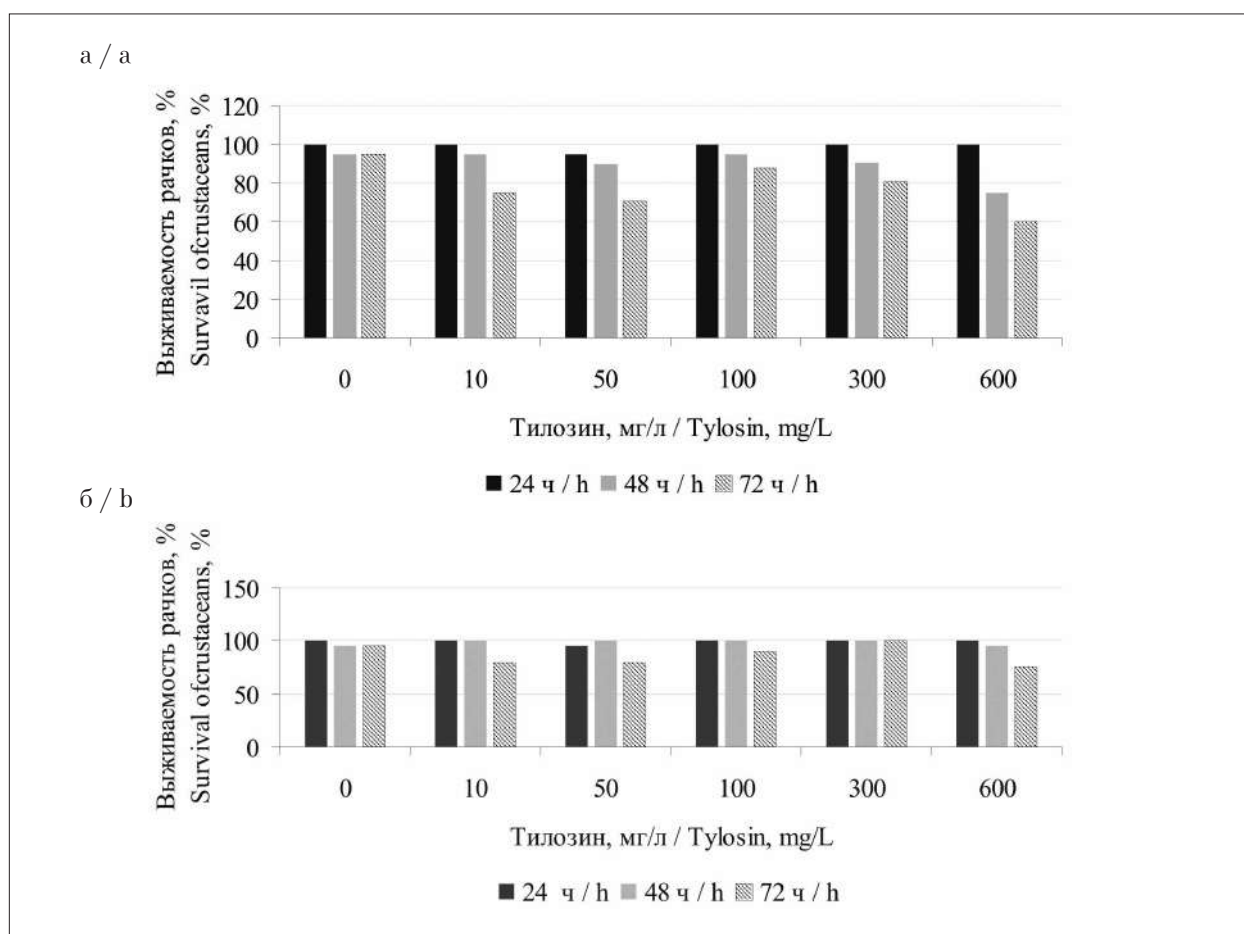 а / a
Выживаемость рачков, %
Survavil ofcrustaceans, %
120
100
80
60
40
20
0
0 10 50 100 300 600
Тилозин, мг/л / Tylosin, mg/L
24 ч / h 48 ч / h 72 ч / h
б / b
Выживаемость рачков, %
Survival ofcrustaceans, %
150
100
50
0
0 10 50 100 300 600
Тилозин, мг/л / Tylosin, mg/L
24 ч / h 48 ч / h 72 ч / h